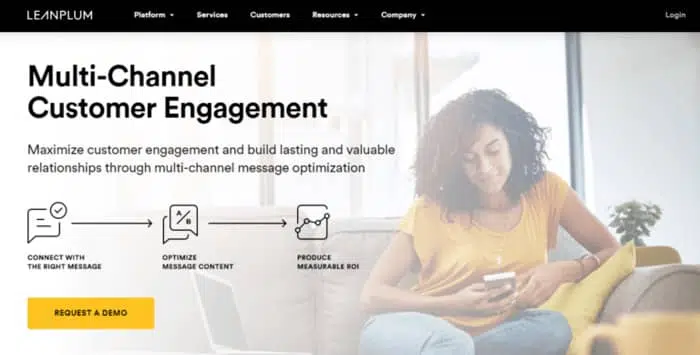 LEANPLUM
Platform
Services
Customers
Resources
Company
Login
Multi-Channel
Customer Engagement
Maximize customer engagement and build lasting and valuable
relationships through multi-channel message optimization
A/B
CONNECT WITH
THE RIGHT MESSAGE
OPTIMIZE
MESSAGE CONTENT
PRODUCE
MEASURABLE ROI
REQUEST A DEMO